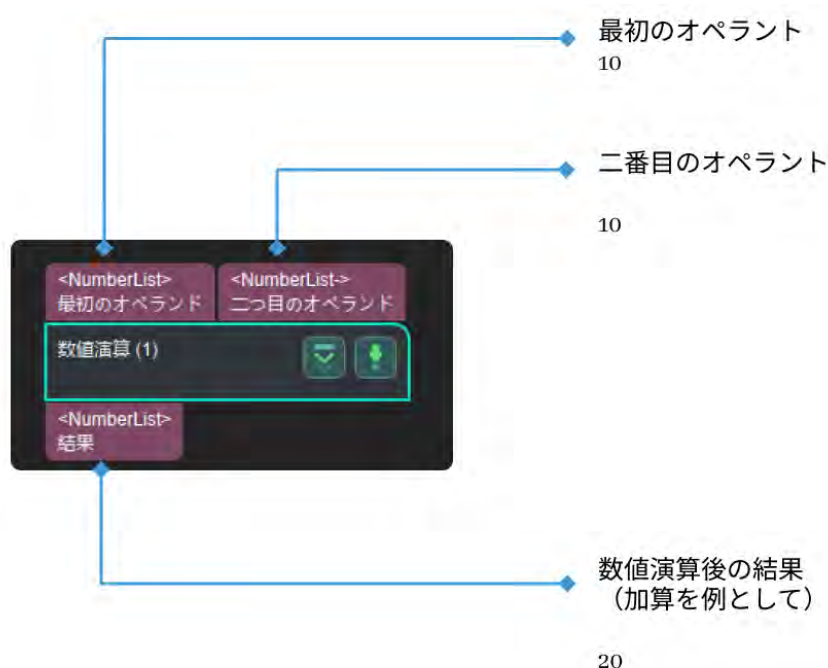 最初のオペラント
10
二番目のオペラント
10
<NumberList>
最初のオペランド
<NumberList->
二つ目のオペランド
数値演算 (1)
<NumberList>
結果
数値演算後の結果
（加算を例として）
20